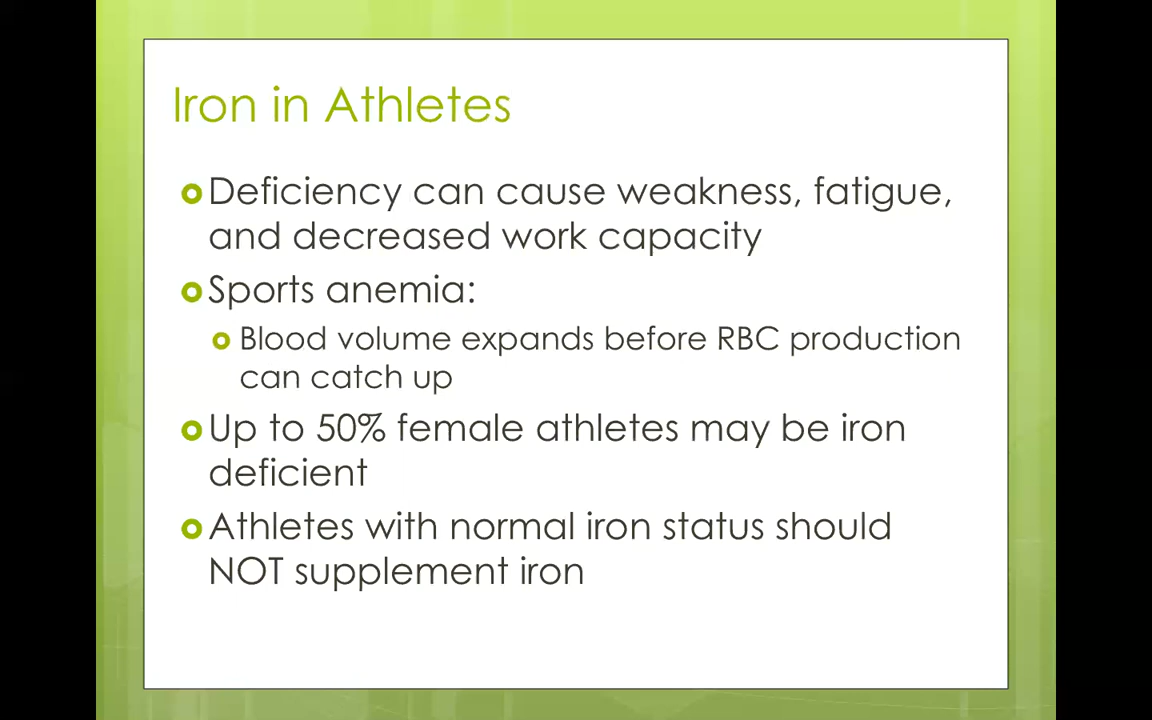 Iron in Athletes
Deficiency can cause weakness, fatigue,
and decreased work capacity
Sports anemia:
Blood volume expands before RBC production
can catch up
Up to 50% female athletes may be iron
deficient
Athletes with normal iron status should
NOT supplement iron